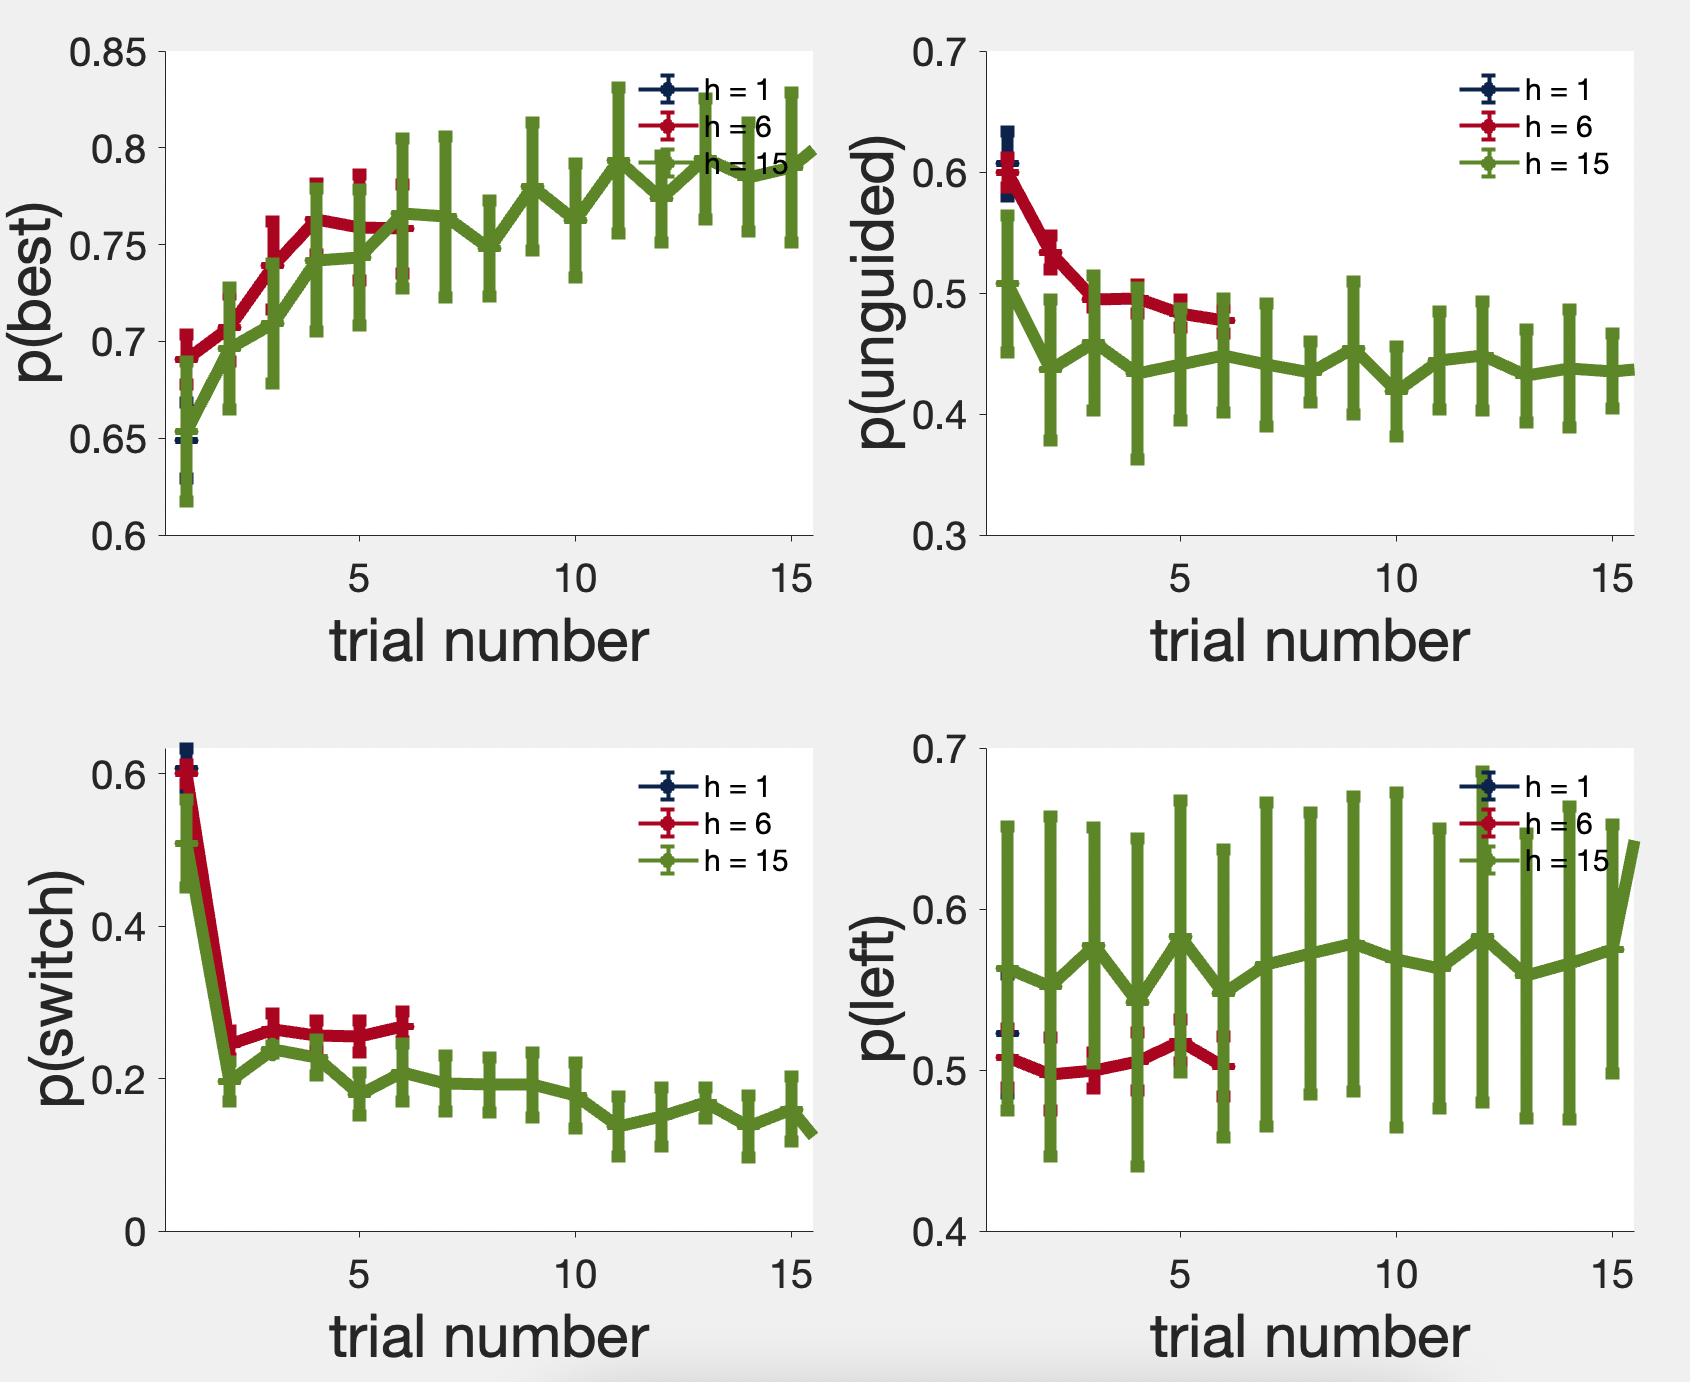 0.85
0.8
0.75
0.7
0.65
0.6
p(best)
h = 1
h = 6
h = 15
5
10
15
trial number
0.7
0.6
0.5
0.4
0.3
p(unguided)
h = 1
h = 6
h = 15
5
10
15
trial number
0.6
0.4
0.2
0
p(switch)
h = 1
h = 6
h = 15
5
10
15
trial number
0.7
0.6
0.5
0.4
p(left)
h = 1
h = 6
h = 15
5
10
15
trial number